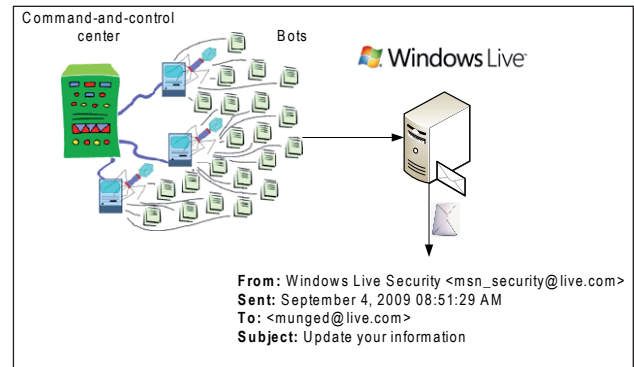 Command-and-control
center
Bots
Windows Live
From: Windows Live Security <msn_security@live.com>
Sent: September 4, 2009 08:51:29 AM
To: <munged@live.com>
Subject: Update your information